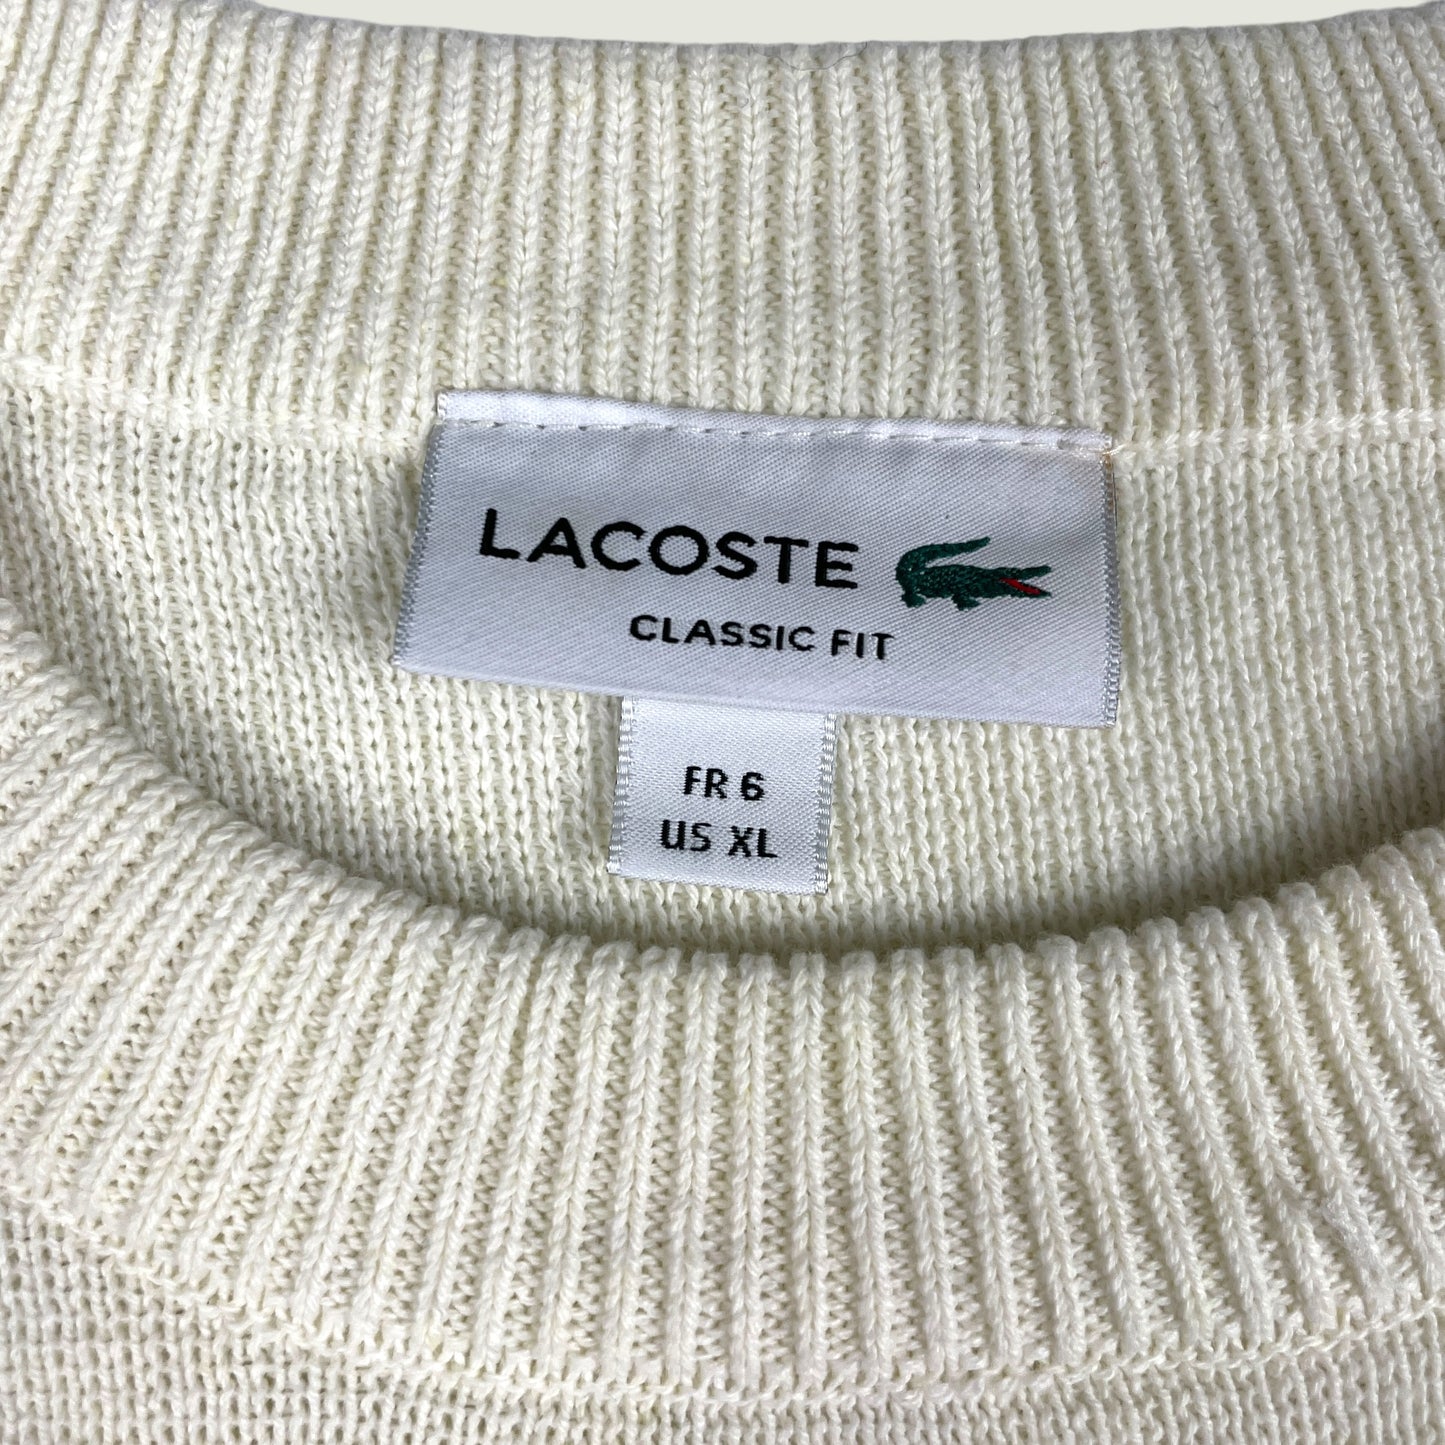 LACOSTE
CLASSIC FIT
FR 6
US XL